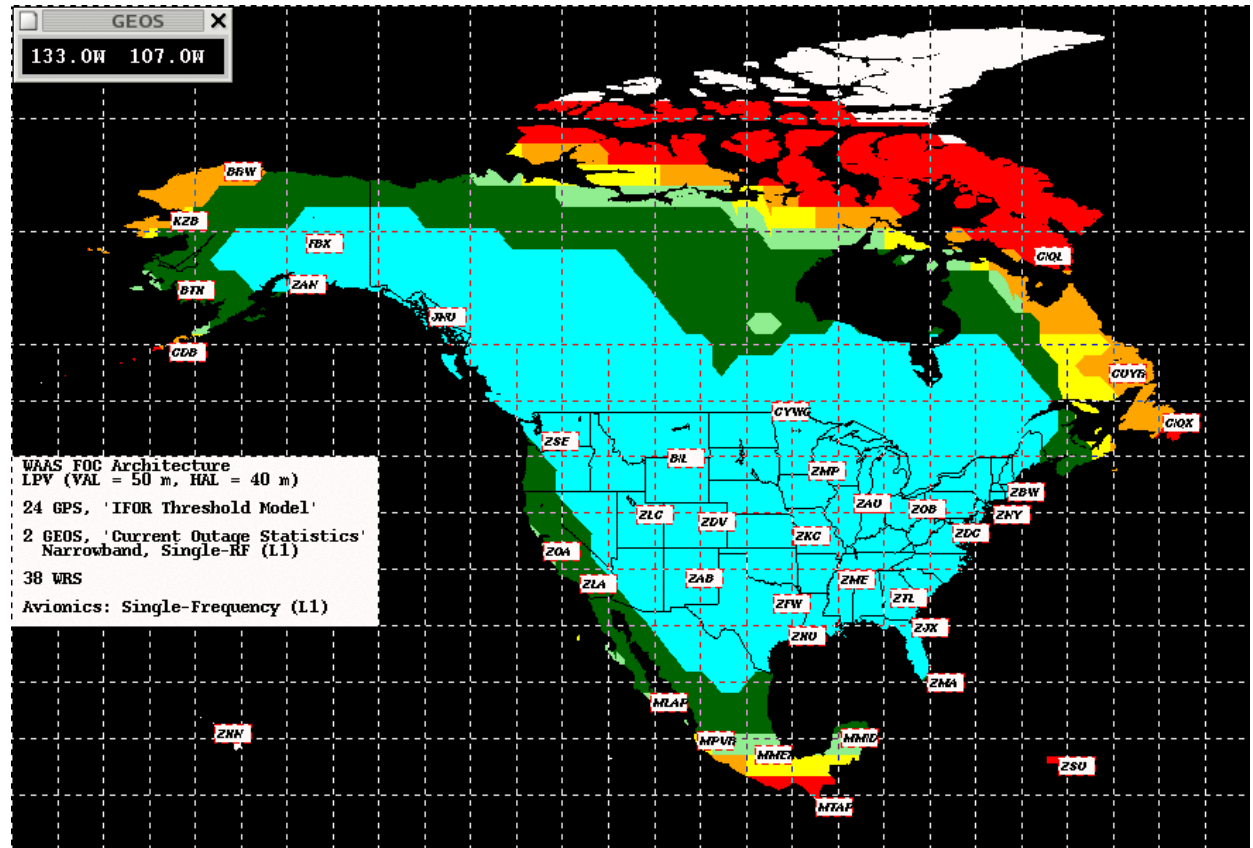 GEOS
133.0W 107.0W
BRW
KZB
FBX
CIQL
BTX
ZAN
JNU
CDB
CUYR
CYWG
CIQX
ZSE
BIL
ZMP
WAAS FOC Architecture
LPV (VAL = 50 m, HAL = 40 m)
24 GPS, 'IFOR Threshold Model'
2 GEOS, 'Current Outage Statistics'
Narrowband, Single-RF (L1)
38 WRS
Avionics: Single-Frequency (L1)
ZBW
ZAU
ZOB
ZNY
ZLC
ZDV
ZKC
ZDC
ZOA
ZLA
ZAB
ZME
ZFW
ZTL
ZHU
ZJX
ZMA
MLAP
ZHN
MPVR
MMEX
MMID
ZSU
MTAP